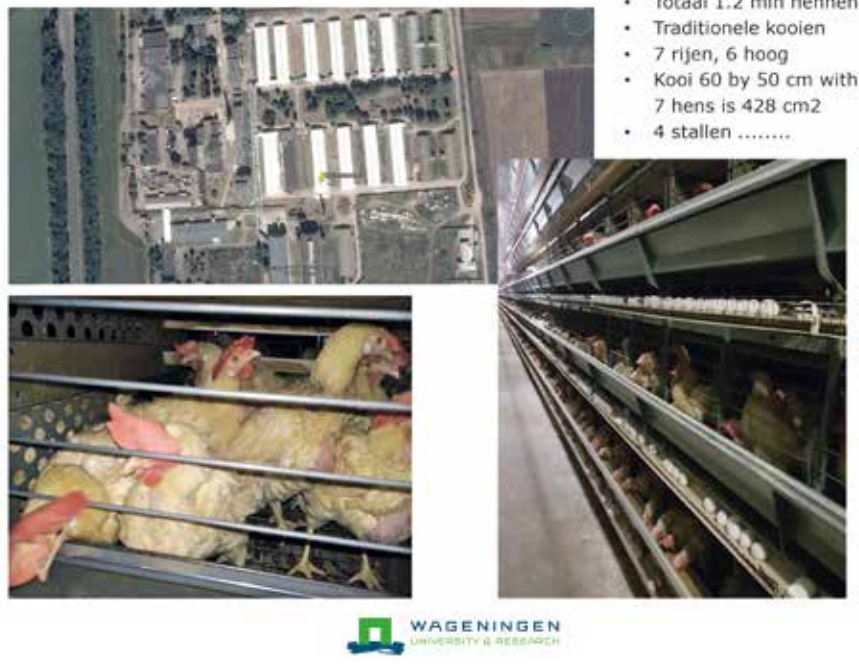 Totaal 1.2 mln hennen
Traditionele kooien
7 rijen, 6 hoog
Kooi 60 by 50 cm with
7 hens is 428 cm2
4 stallen ........
WAGENINGEN
UNIVERSITY & RESEARCH